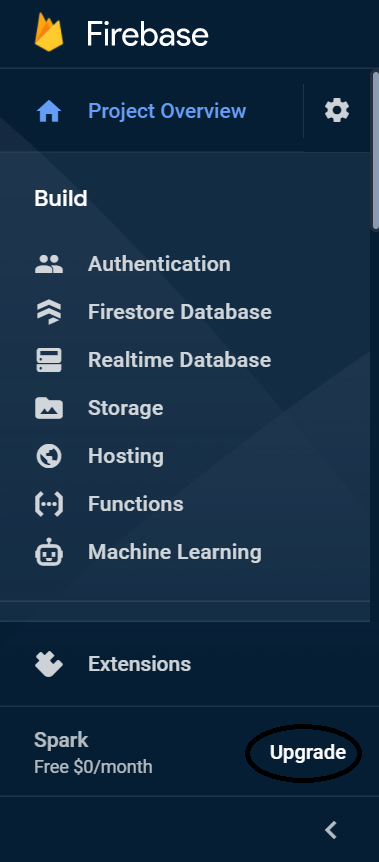 Firebase
Project Overview
Build
Authentication
Firestore Database
Realtime Database
Storage
Hosting
Functions
Machine Learning
Extensions
Spark
Free $0/month
Upgrade